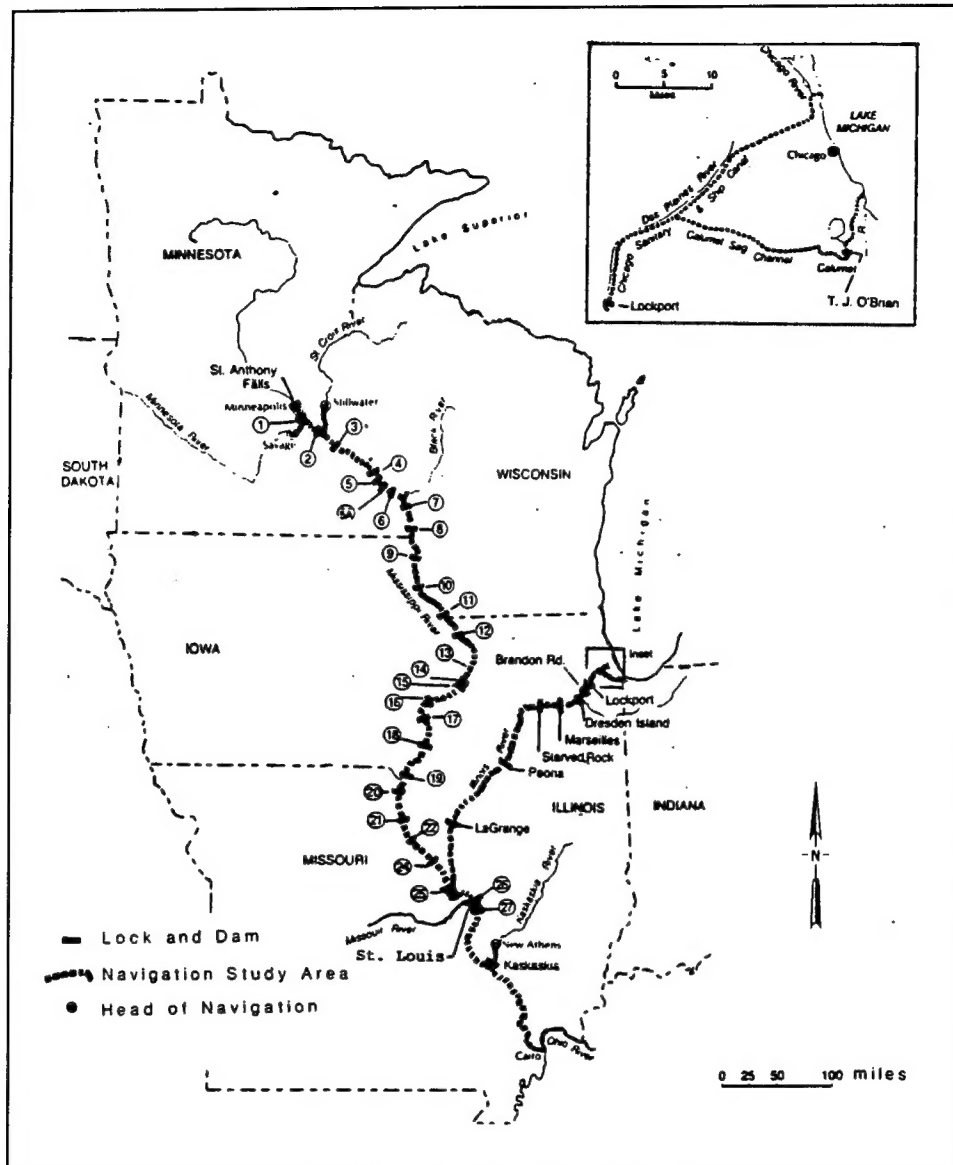 Chicago River
0 5 10
Miles
LAKE
MICHIGAN
Chicago
Des Planes River
Chicago Sanitary & Ship Canal
Calumet Sag Channel
R
Calumet
Lockport
T. J. O'Brian
MINNESOTA
Lake Superior
St Croix River
St. Anthony
Falls
Minneapolis
Stillwater
Savage
Minnesota River
Black River
1
2
3
4
5
5A
6
7
8
9
10
11
12
13
14
15
16
17
18
19
20
21
22
24
25
26
27
SOUTH
DAKOTA
WISCONSIN
Mississippi River
Lake Michigan
IOWA
Brandon Rd.
Inset
Lockport
Dresden Island
Marseilles
Starved Rock
Peoria
Illinois River
ILLINOIS
INDIANA
LaGrange
MISSOURI
Kaskaskia River
Missouri River
St. Louis
New Athens
Kaskaskia
Cairo
Ohio River
N
Lock and Dam
Navigation Study Area
Head of Navigation
0 25 50 100 miles